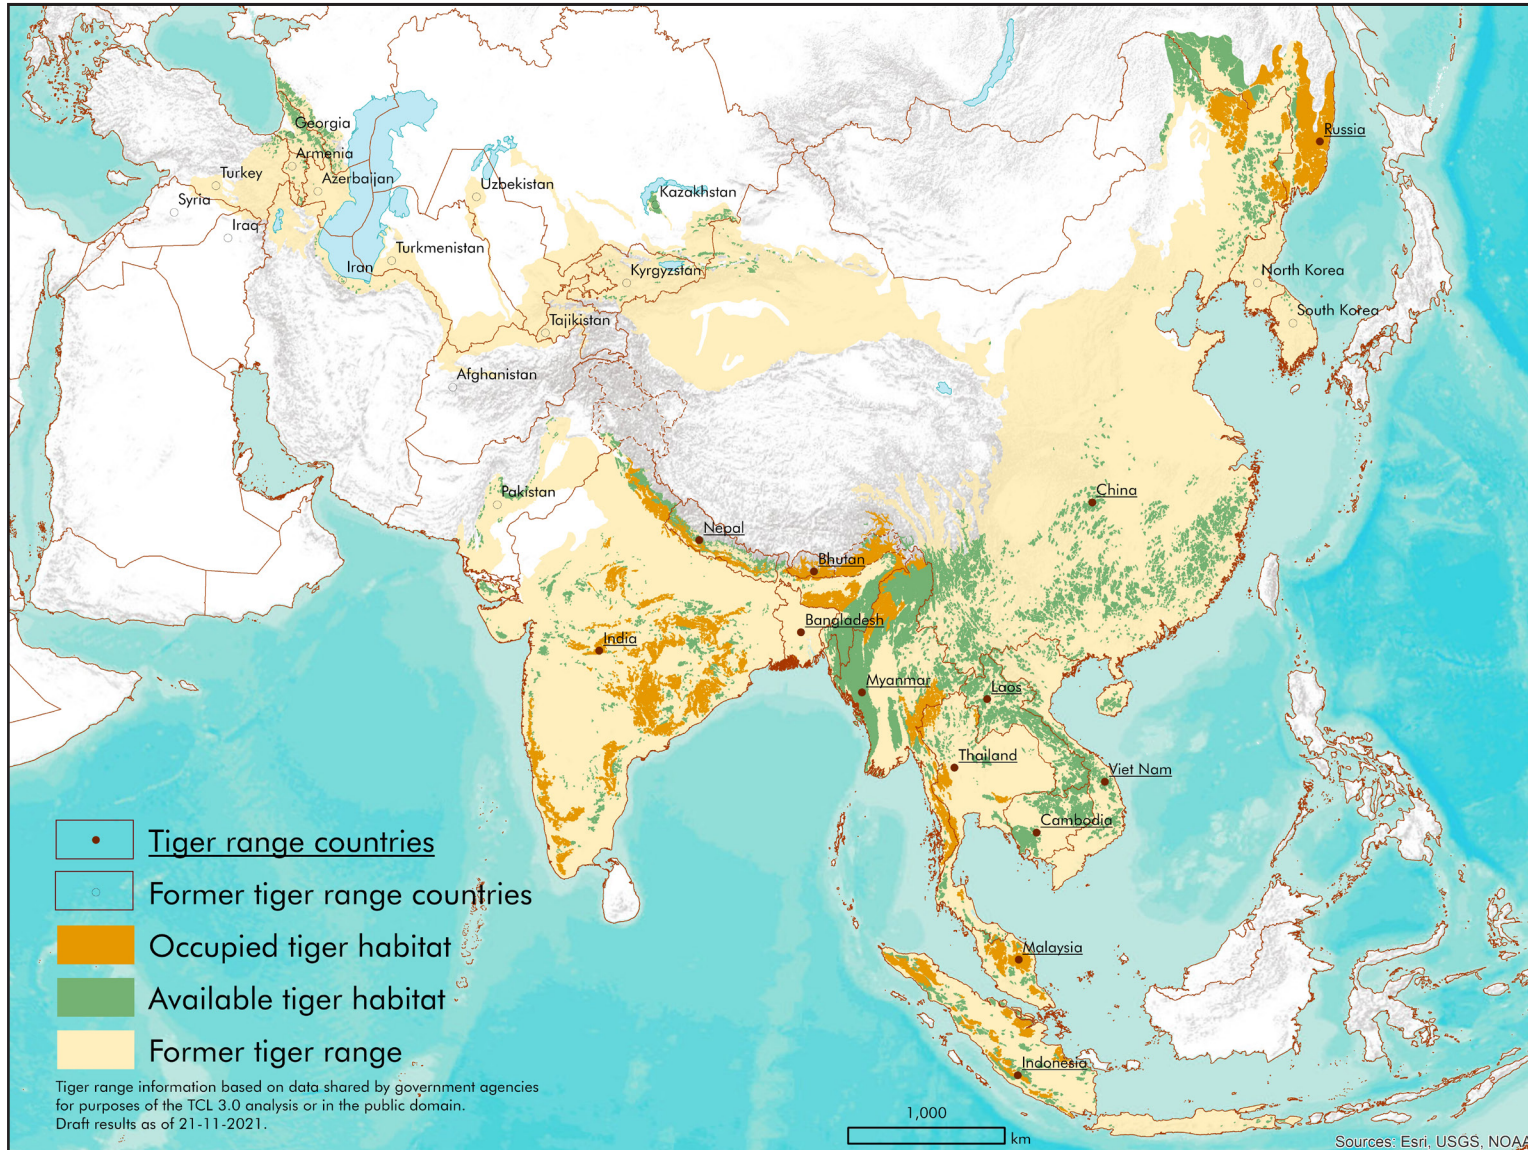 Georgia
Armenia
Turkey
Azerbaijan
Syria
Iraq
Iran
Turkmenistan
Uzbekistan
Kazakhstan
Kyrgyzstan
Tajikistan
Afghanistan
Pakistan
Russia
North Korea
South Korea
China
Nepal
Bhutan
Bangladesh
India
Myanmar
Laos
Thailand
Viet Nam
Cambodia
Malaysia
Indonesia
Tiger range countries
Former tiger range countries
Occupied tiger habitat
Available tiger habitat
Former tiger range
Tiger range information based on data shared by government agencies
for purposes of the TCL 3.0 analysis or in the public domain.
Draft results as of 21-11-2021.
1,000
km
Sources: Esri, USGS, NOAA